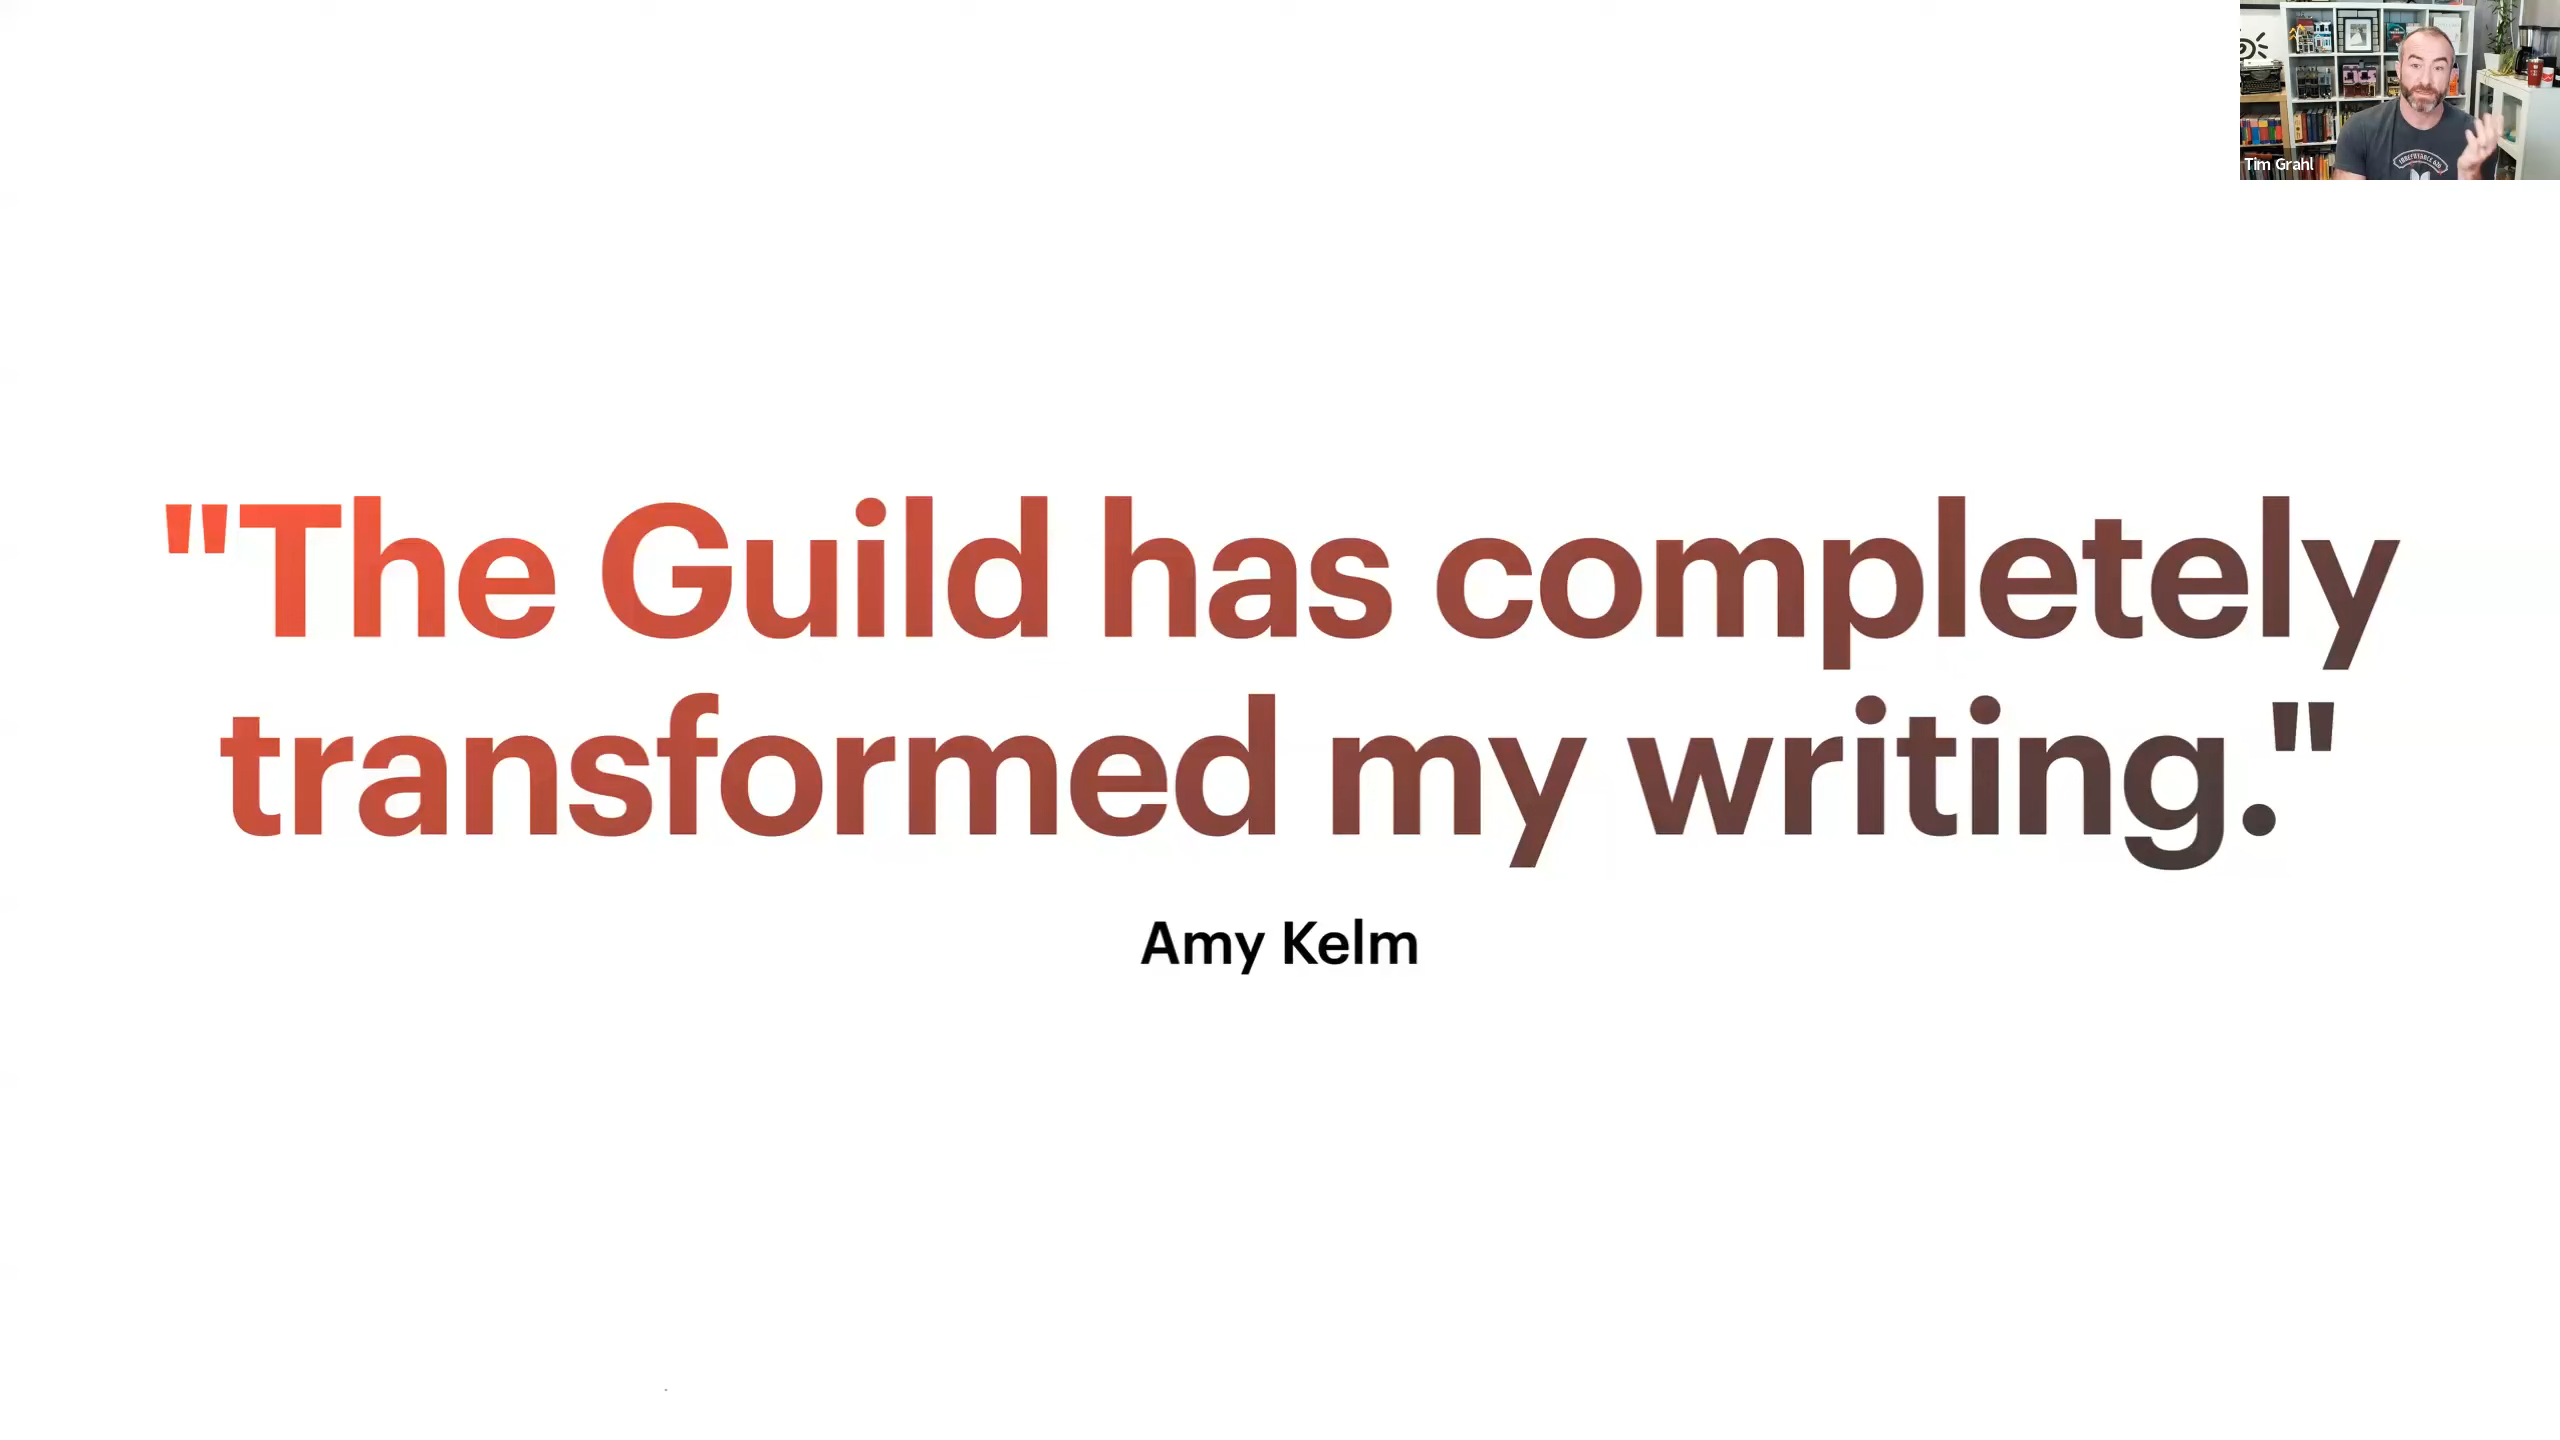 Tim Grahl
"The Guild has completely
transformed my writing."
Amy Kelm